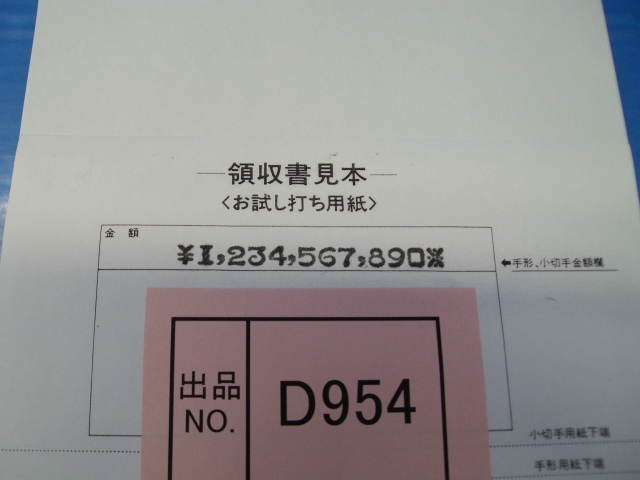 領収書見本
〈お試し打ち用紙〉
金 額
¥1,234,567,890※
←手形、小切手金額欄
出品
NO.
D954
小切手用紙下端
手形用紙下端